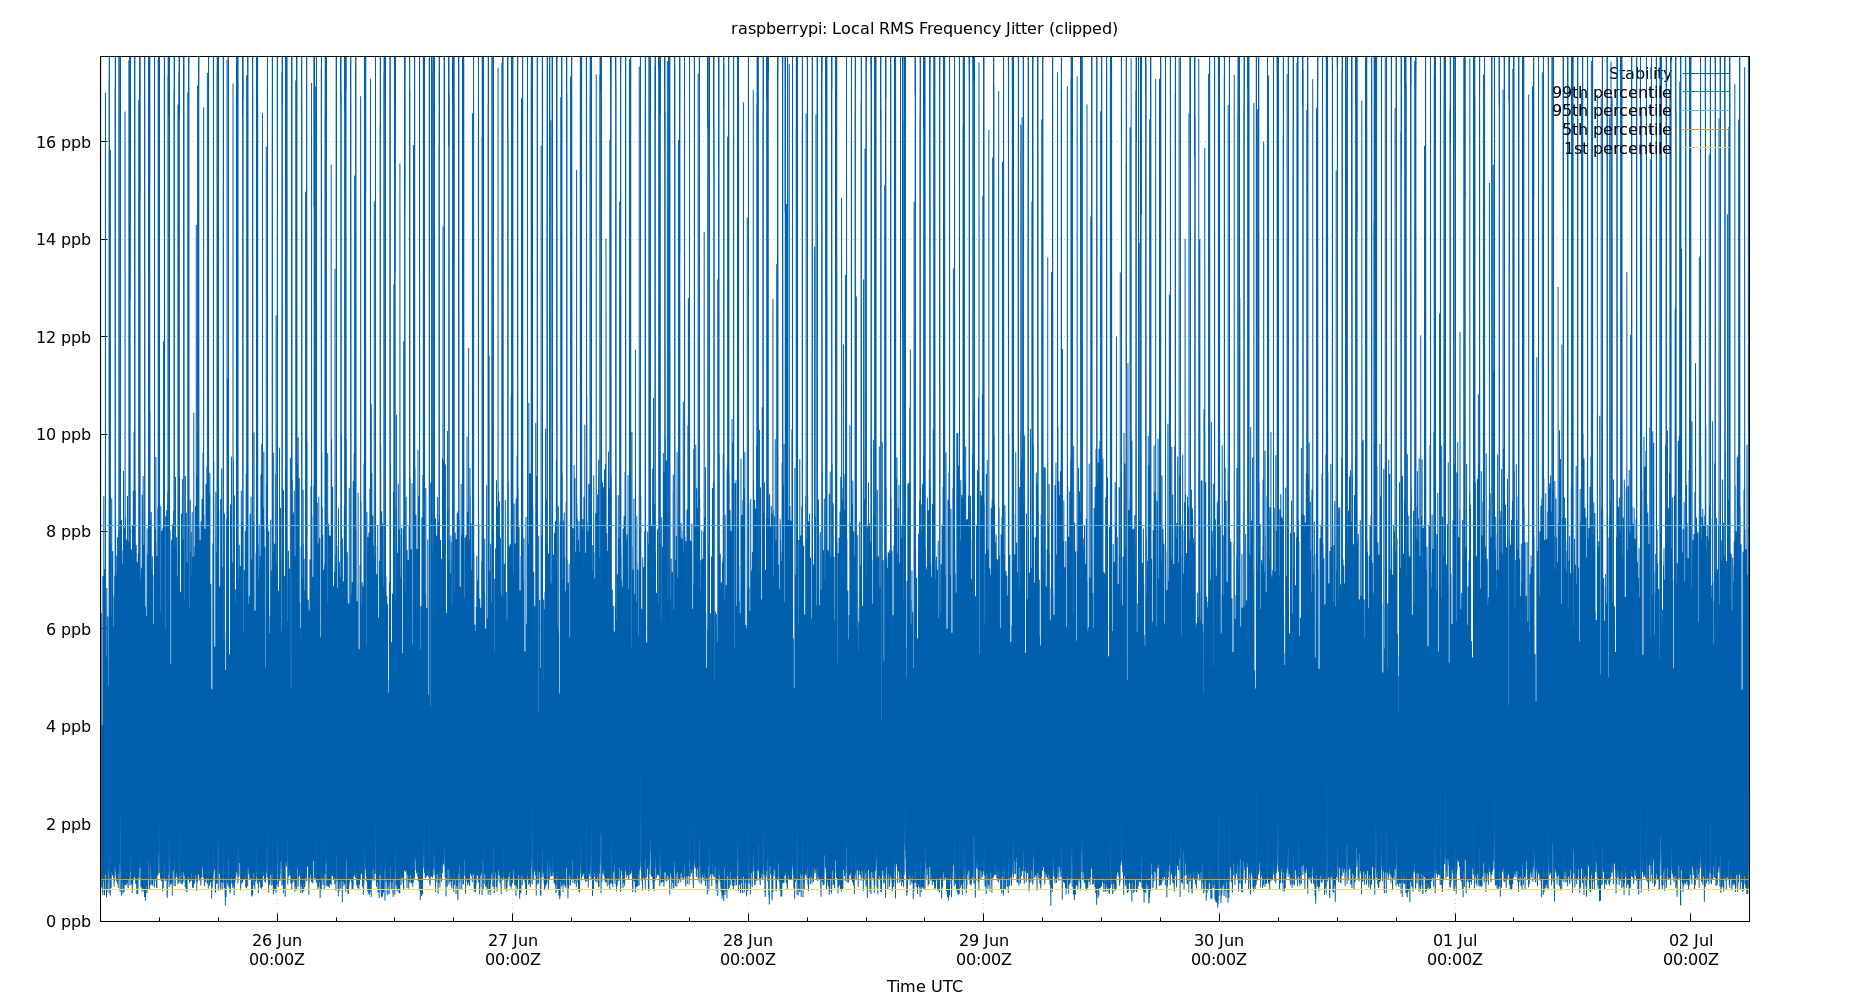 raspberrypi: Local RMS Frequency Jitter (clipped)
Stability
99th percentile
95th percentile
5th percentile
1st percentile
16 ppb
14 ppb
12 ppb
10 ppb
8 ppb
6 ppb
4 ppb
2 ppb
0 ppb
26 Jun 27 Jun 28 Jun 29 Jun 30 Jun 01 Jul 02 Jul
00:00Z 00:00Z 00:00Z 00:00Z 00:00Z 00:00Z 00:00Z
Time UTC